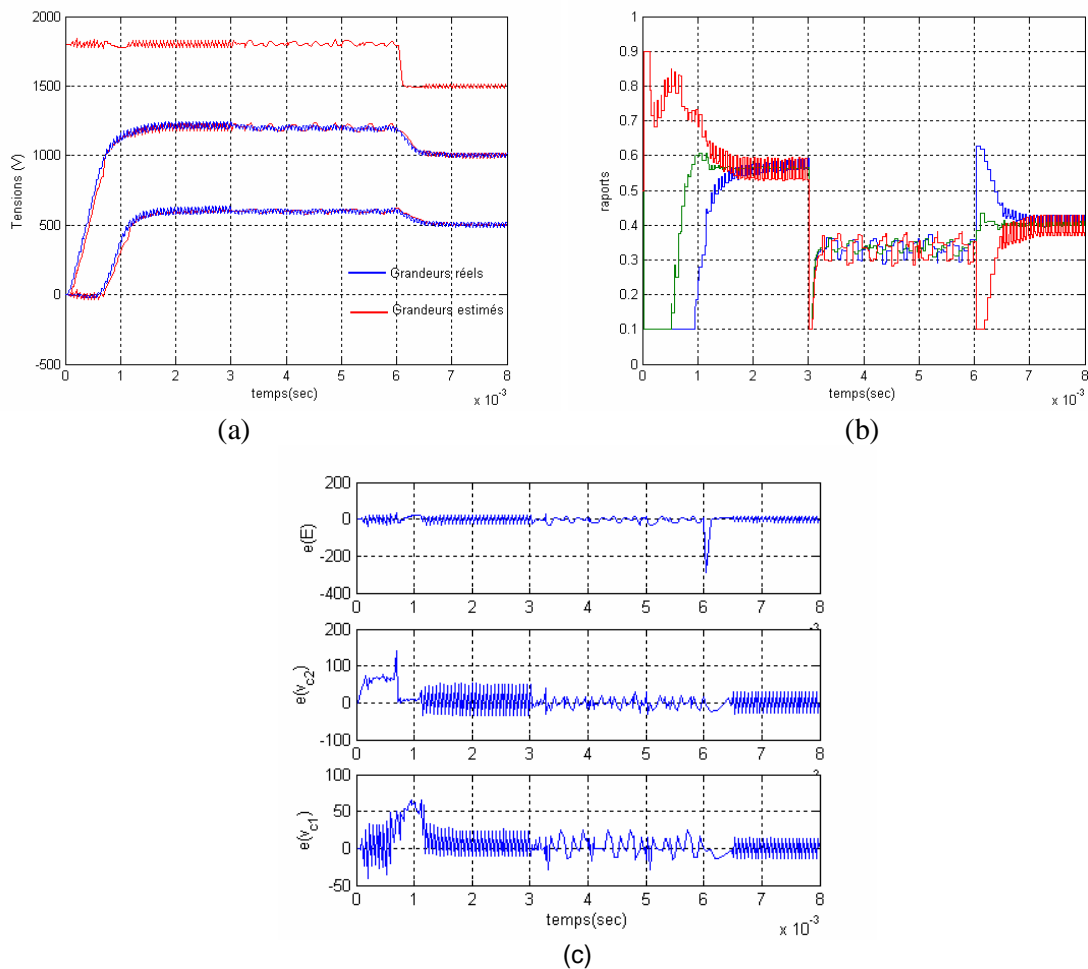 2000
1500
1000
500
0
-500
Tensions (V)
Grandeurs réels
Grandeurs estimés
0 1 2 3 4 5 6 7 8
temps(sec)
x 10⁻³
(a)
1
0.9
0.8
0.7
0.6
0.5
0.4
0.3
0.2
0.1
0
raports
0 1 2 3 4 5 6 7 8
temps(sec)
x 10⁻³
(b)
200
0
-200
-400
e(E)
0 1 2 3 4 5 6 7 8
200
100
0
-100
e(v_c2)
0 1 2 3 4 5 6 7 8
100
50
0
-50
e(v_c1)
0 1 2 3 4 5 6 7 8
temps(sec)
x 10⁻³
(c)